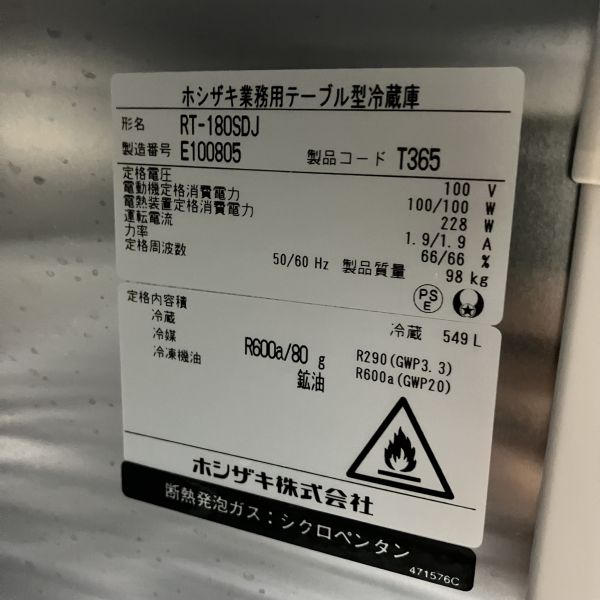 ホシザキ業務用テーブル型冷蔵庫
形名 RT-180SDJ
製造番号 E100805 製品コード T365
定格電圧 100 V
電動機定格消費電力 100/100 W
電熱装置定格消費電力 228 W
運転電流 1.9/1.9 A
力率 66/66 %
定格周波数 50/60 Hz 製品質量 98 kg
PS
E
定格内容積 冷蔵 549 L
冷蔵
冷媒 R600a/80 g R290(GWP3.3)
冷凍機油 鉱油 R600a(GWP20)
ホシザキ株式会社
断熱発泡ガス:シクロペンタン
471576C